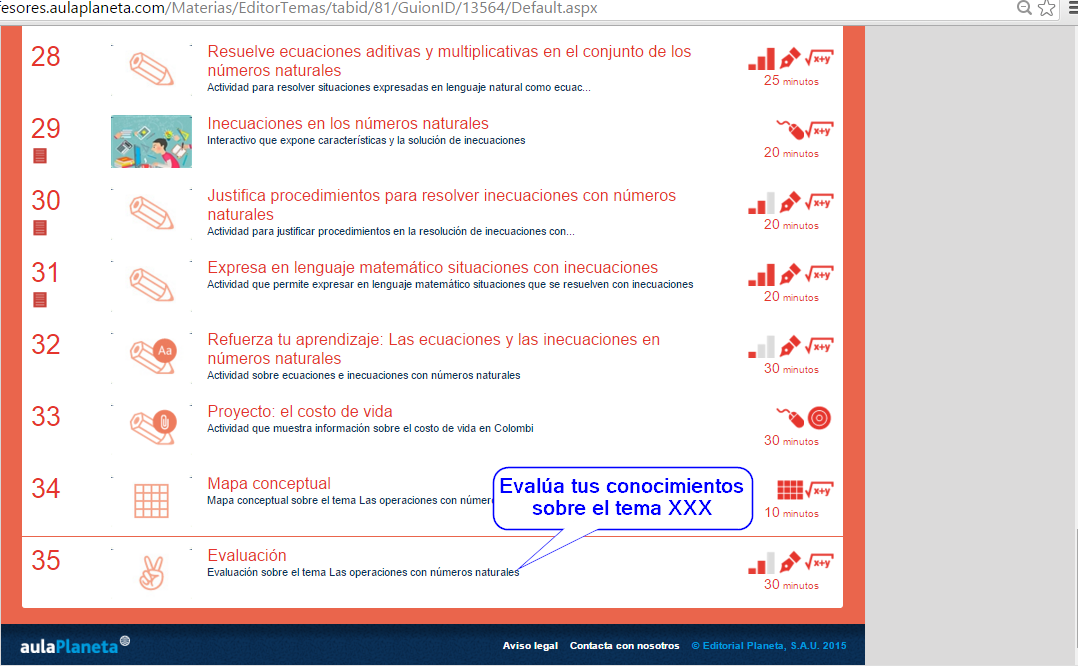 fesores.aulaplaneta.com/Materias/EditorTemas/tabid/81/GuionID/13564/Default.aspx
28
Resuelve ecuaciones aditivas y multiplicativas en el conjunto de los
números naturales
Actividad para resolver situaciones expresadas en lenguaje natural como ecuac...
√x+y
25 minutos
29
Inecuaciones en los números naturales
Interactivo que expone características y la solución de inecuaciones
√x+y
20 minutos
30
Justifica procedimientos para resolver inecuaciones con números
naturales
Actividad para justificar procedimientos en la resolución de inecuaciones con...
√x+y
20 minutos
31
Expresa en lenguaje matemático situaciones con inecuaciones
Actividad que permite expresar en lenguaje matemático situaciones que se resuelven con inecuaciones
√x+y
20 minutos
32
Aa
Refuerza tu aprendizaje: Las ecuaciones y las inecuaciones en
números naturales
Actividad sobre ecuaciones e inecuaciones con números naturales
√x+y
30 minutos
33
Proyecto: el costo de vida
Actividad que muestra información sobre el costo de vida en Colombi
30 minutos
34
Mapa conceptual
Mapa conceptual sobre el tema Las operaciones con númer
√x+y
10 minutos
Evalúa tus conocimientos
sobre el tema XXX
35
Evaluación
Evaluación sobre el tema Las operaciones con números naturales
√x+y
30 minutos
aulaPlaneta
Aviso legal Contacta con nosotros © Editorial Planeta, S.A.U. 2015